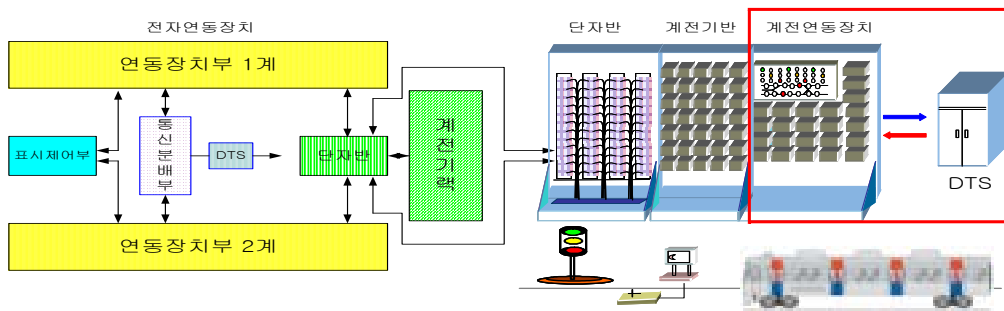 전자연동장치
단자반
계전기반
계전연동장치
연동장치부 1계
표시제어부
통신분배부
DTS
단자반
계전기랙
DTS
연동장치부 2계